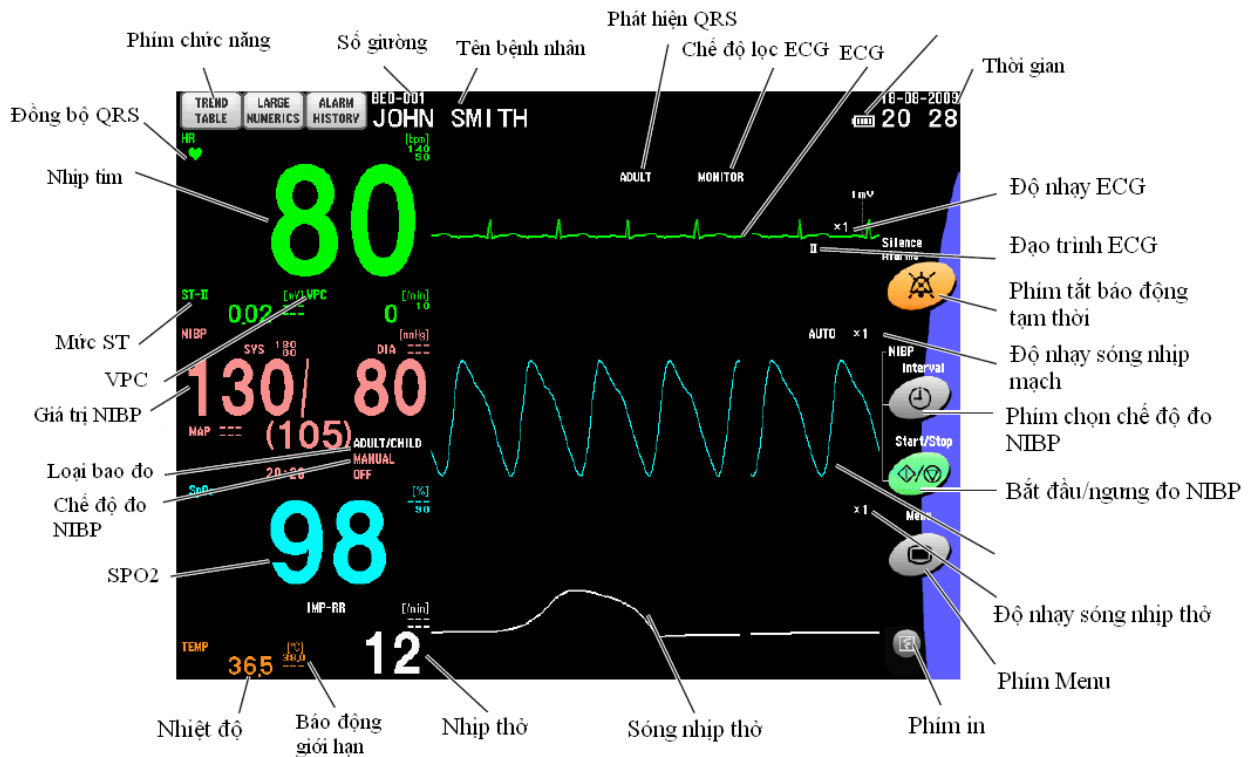 Phát hiện QRS
Phím chức năng
Số giường
Tên bệnh nhân
Chế độ lọc ECG
ECG
Thời gian
Đồng bộ QRS
TREND TABLE
LARGE NUMERICS
ALARM HISTORY
BED-001
JOHN SMITH
18-08-2009
20 28
HR
[bpm]
140
50
80
Nhịp tim
ADULT
MONITOR
1mV
×1
Độ nhạy ECG
II
Đạo trình ECG
Silence
Alarms
Phím tắt báo động
tạm thời
ST-II
0.02
[mV]
---
VPC
0
[/min]
10
Mức ST
VPC
NIBP
SYS
180
80
DIA
[mmHg]
---
130/
80
MAP ---
(105)
Giá trị NIBP
AUTO ×1
Độ nhạy sóng nhịp
mạch
NIBP
Interval
Phím chọn chế độ đo
NIBP
Start/Stop
Bắt đầu/ngưng đo NIBP
Loại bao đo
ADULT/CHILD
MANUAL
OFF
20:28
Chế độ đo
NIBP
SpO2
[%]
---
90
98
SPO2
×1
Menu
Độ nhạy sóng nhịp thở
IMP-RR
[/min]
---
---
12
TEMP
36.5
[°C]
38.0
---
Phím Menu
Nhiệt độ
Báo động
giới hạn
Nhịp thở
Sóng nhịp thở
Phím in